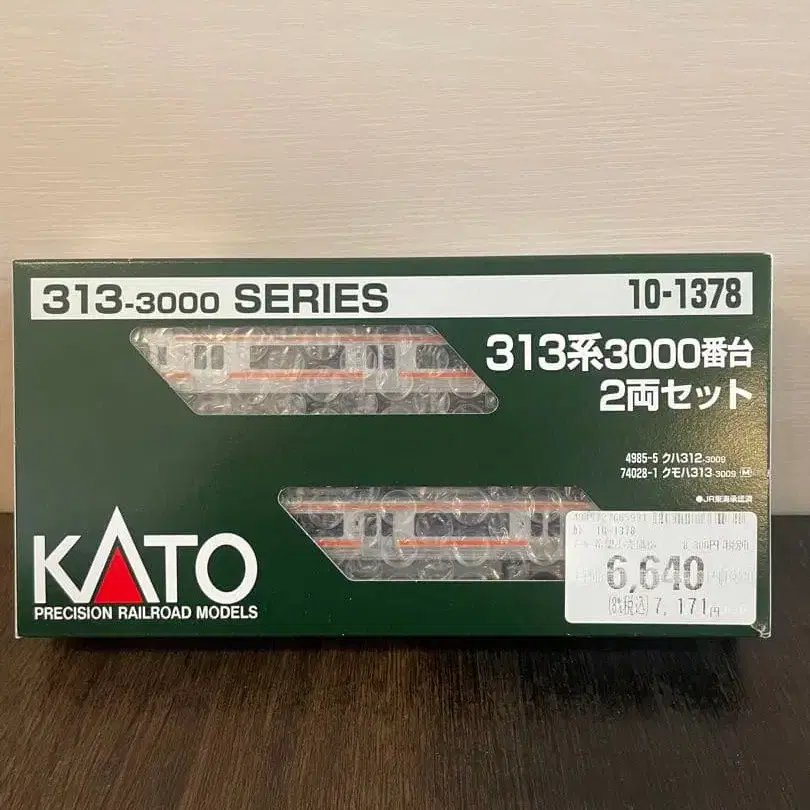 313-3000 SERIES
10-1378
313系3000番台
2両セット
4985-5 クハ312-3009
74028-1 クモハ313-3009 M
●JR東海承認済
KATO
PRECISION RAILROAD MODELS
10-1378
6,640
(8%税込) 7,171円